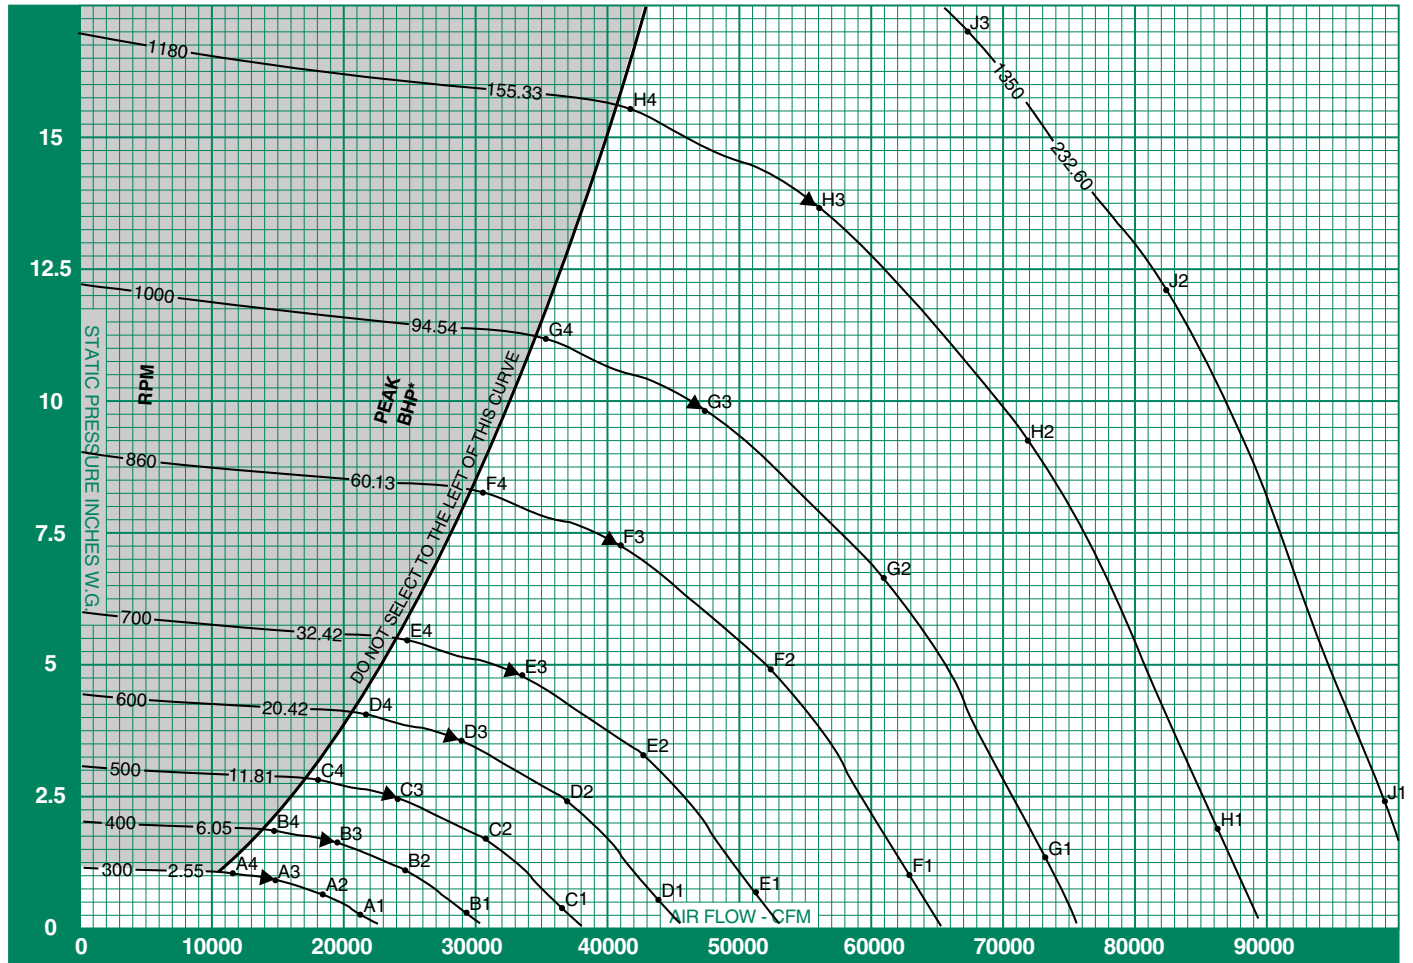 J3
1180
1350
155.33
H4
15
232.60
H3
12.5
J2
1000
94.54
G4
STATIC PRESSURE INCHES W.G.
RPM
PEAK
BHP*
DO NOT SELECT TO THE LEFT OF THIS CURVE
10
G3
H2
860
60.13
F4
7.5
F3
G2
700
32.42
E4
5
E3
F2
600
20.42
D4
D3
E2
500
11.81
C4
2.5
C3
D2
J1
400
6.05
B4
B3
C2
H1
300
2.55
A4
A3
B2
G1
A2
F1
A1
B1
C1
D1
E1
AIR FLOW - CFM
0
0 10000 20000 30000 40000 50000 60000 70000 80000 90000